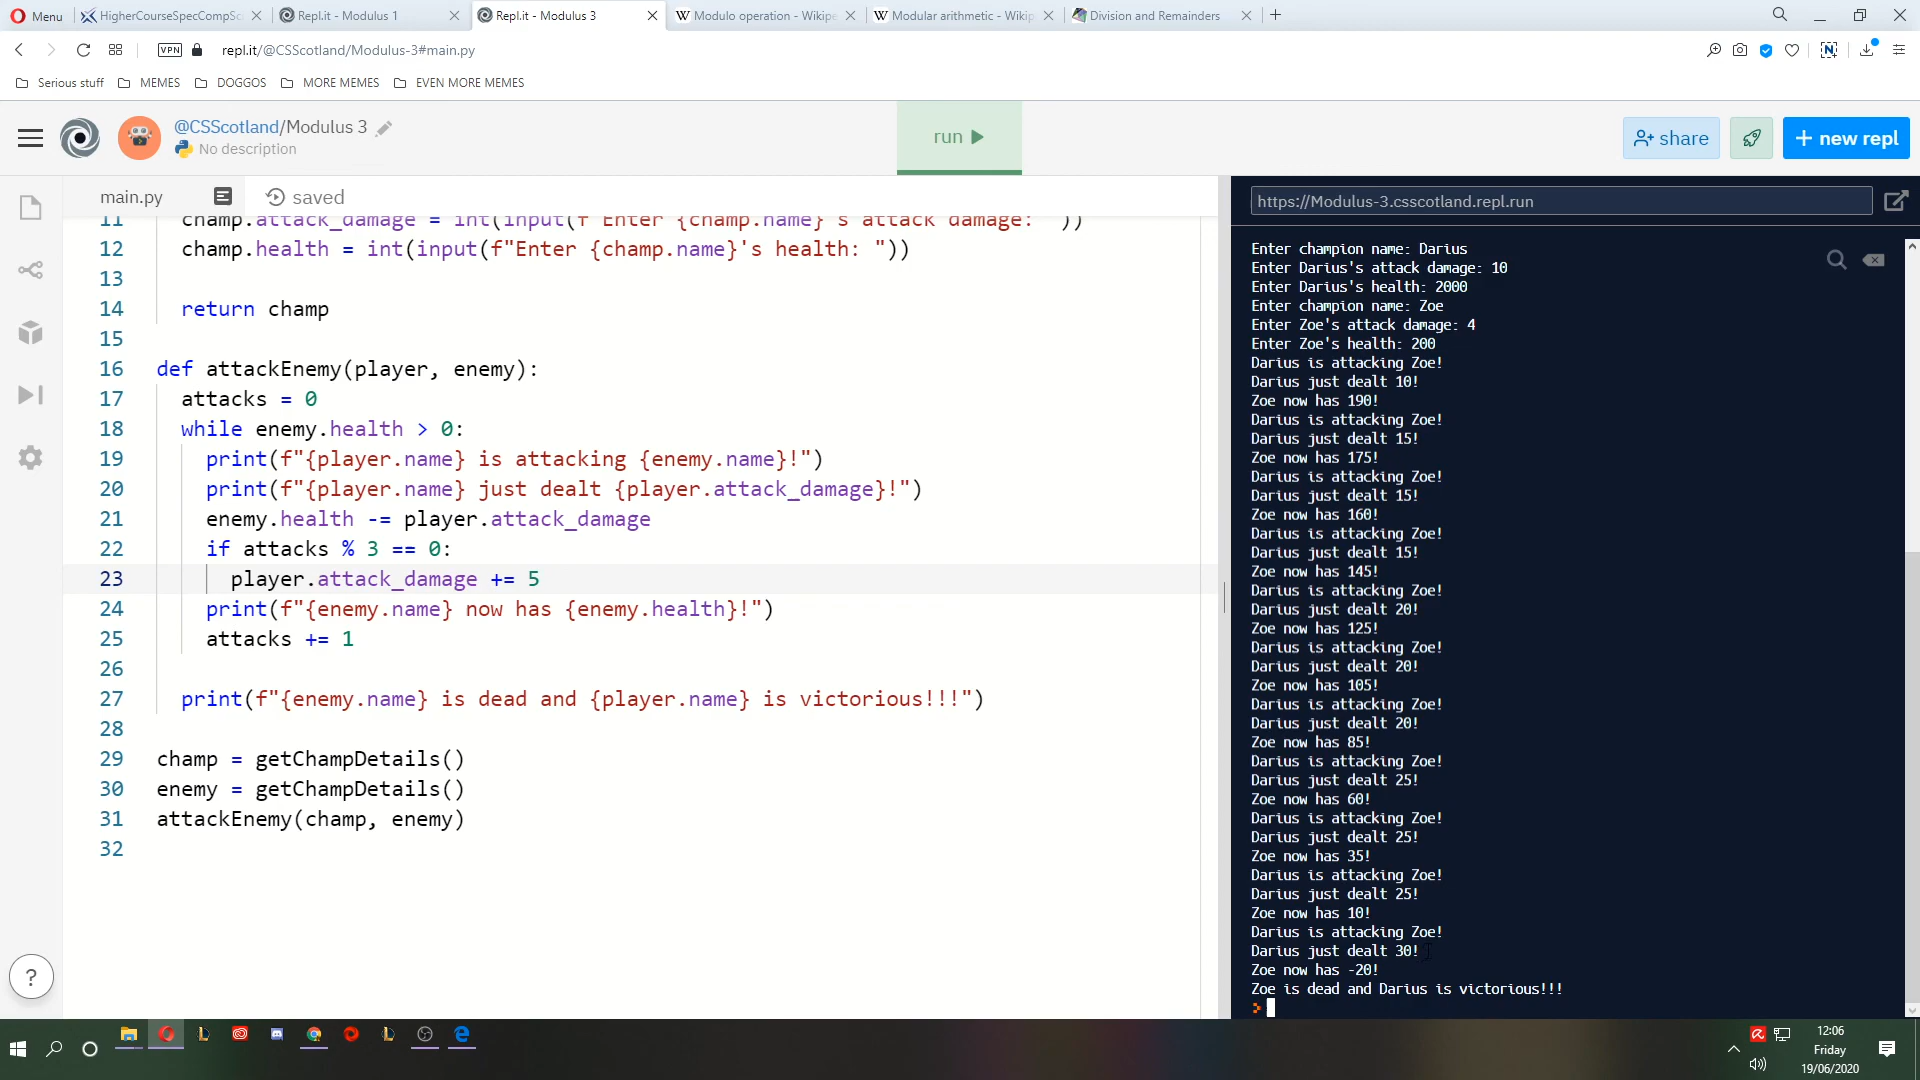 Menu
HigherCourseSpecCompSc
Repl.it - Modulus 1
Repl.it - Modulus 3
Modulo operation - Wikipe
Modular arithmetic - Wikip
Division and Remainders
VPN
repl.it/@CSScotland/Modulus-3#main.py
Serious stuff
MEMES
DOGGOS
MORE MEMES
EVEN MORE MEMES
@CSScotland/Modulus 3
No description
run
share
+ new repl
main.py
saved
https://Modulus-3.csscotland.repl.run
11 champ.attack_damage = int(input(f"Enter {champ.name}'s attack damage: "))
12 champ.health = int(input(f"Enter {champ.name}'s health: "))
13
14 return champ
15
16 def attackEnemy(player, enemy):
17 attacks = 0
18 while enemy.health > 0:
19 print(f"{player.name} is attacking {enemy.name}!")
20 print(f"{player.name} just dealt {player.attack_damage}!")
21 enemy.health -= player.attack_damage
22 if attacks % 3 == 0:
23 player.attack_damage += 5
24 print(f"{enemy.name} now has {enemy.health}!")
25 attacks += 1
26
27 print(f"{enemy.name} is dead and {player.name} is victorious!!!")
28
29 champ = getChampDetails()
30 enemy = getChampDetails()
31 attackEnemy(champ, enemy)
32
Enter champion name: Darius
Enter Darius's attack damage: 10
Enter Darius's health: 2000
Enter champion name: Zoe
Enter Zoe's attack damage: 4
Enter Zoe's health: 200
Darius is attacking Zoe!
Darius just dealt 10!
Zoe now has 190!
Darius is attacking Zoe!
Darius just dealt 15!
Zoe now has 175!
Darius is attacking Zoe!
Darius just dealt 15!
Zoe now has 160!
Darius is attacking Zoe!
Darius just dealt 15!
Zoe now has 145!
Darius is attacking Zoe!
Darius just dealt 20!
Zoe now has 125!
Darius is attacking Zoe!
Darius just dealt 20!
Zoe now has 105!
Darius is attacking Zoe!
Darius just dealt 20!
Zoe now has 85!
Darius is attacking Zoe!
Darius just dealt 25!
Zoe now has 60!
Darius is attacking Zoe!
Darius just dealt 25!
Zoe now has 35!
Darius is attacking Zoe!
Darius just dealt 25!
Zoe now has 10!
Darius is attacking Zoe!
Darius just dealt 30!
Zoe now has -20!
Zoe is dead and Darius is victorious!!!
>
?
12:06
Friday
19/06/2020